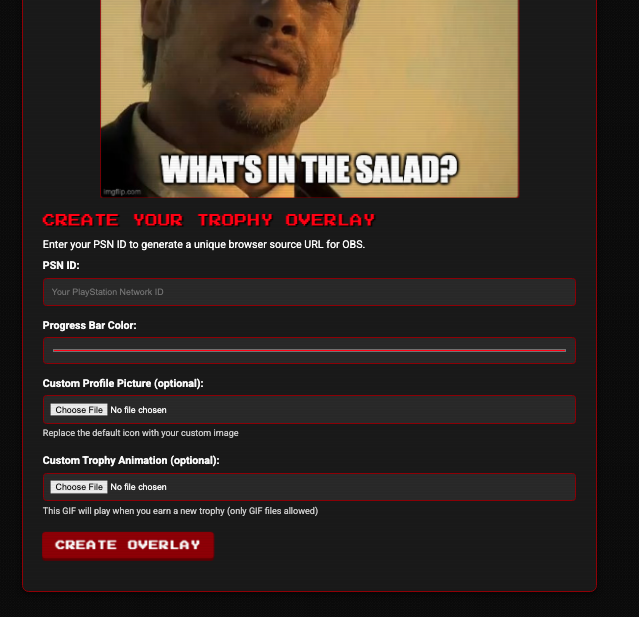 WHAT'S IN THE SALAD?
imgflip.com
CREATE YOUR TROPHY OVERLAY
Enter your PSN ID to generate a unique browser source URL for OBS.
PSN ID:
Your PlayStation Network ID
Progress Bar Color:
Custom Profile Picture (optional):
Choose File No file chosen
Replace the default icon with your custom image
Custom Trophy Animation (optional):
Choose File No file chosen
This GIF will play when you earn a new trophy (only GIF files allowed)
CREATE OVERLAY